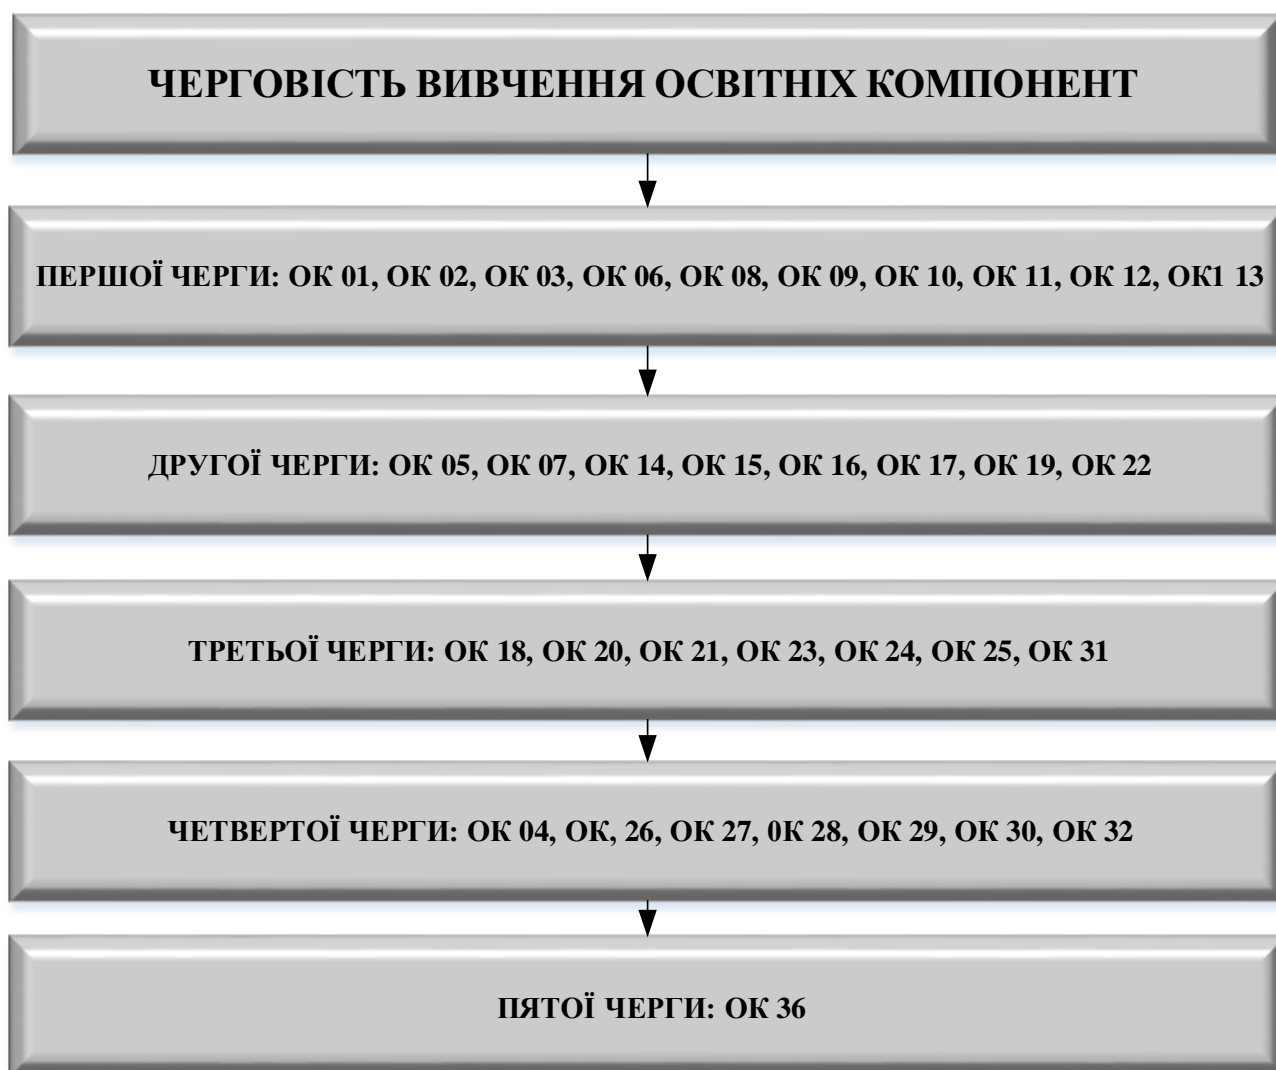 ЧЕРГОВІСТЬ ВИВЧЕННЯ ОСВІТНІХ КОМПОНЕНТ
ПЕРШОЇ ЧЕРГИ: ОК 01, ОК 02, ОК 03, ОК 06, ОК 08, ОК 09, ОК 10, ОК 11, ОК 12, ОК1 13
ДРУГОЇ ЧЕРГИ: ОК 05, ОК 07, ОК 14, ОК 15, ОК 16, ОК 17, ОК 19, ОК 22
ТРЕТЬОЇ ЧЕРГИ: ОК 18, ОК 20, ОК 21, ОК 23, ОК 24, ОК 25, ОК 31
ЧЕТВЕРТОЇ ЧЕРГИ: ОК 04, ОК, 26, ОК 27, 0К 28, ОК 29, ОК 30, ОК 32
ПЯТОЇ ЧЕРГИ: ОК 36